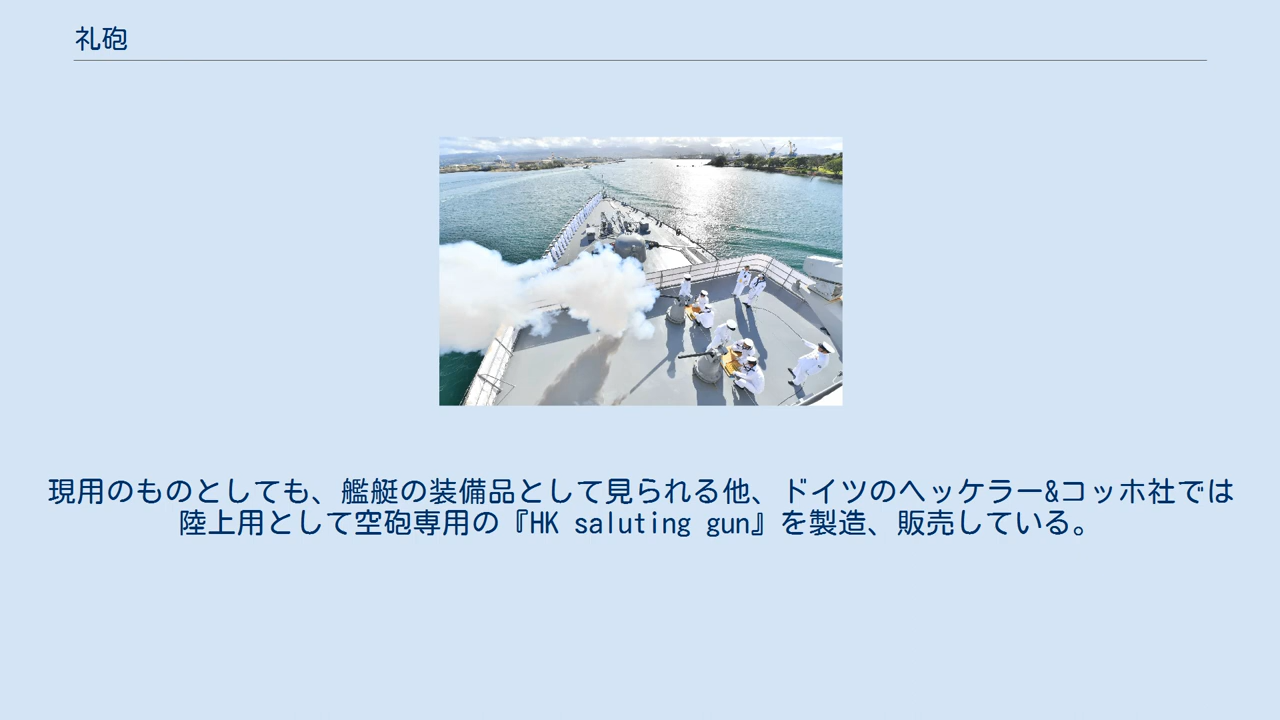 礼砲
現用のものとしても、艦艇の装備品として見られる他、ドイツのヘッケラー&コッホ社では
陸上用として空砲専用の『HK saluting gun』を製造、販売している。